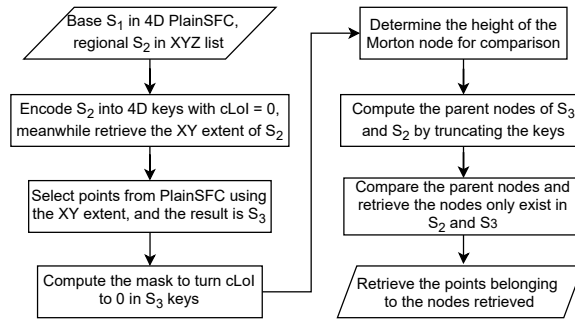 Base S₁ in 4D PlainSFC,
regional S₂ in XYZ list
Encode S₂ into 4D keys with cLoI = 0,
meanwhile retrieve the XY extent of S₂
Select points from PlainSFC using
the XY extent, and the result is S₃
Compute the mask to turn cLoI
to 0 in S₃ keys
Determine the height of the
Morton node for comparison
Compute the parent nodes of S₃
and S₂ by truncating the keys
Compare the parent nodes and
retrieve the nodes only exist in
S₂ and S3
Retrieve the points belonging
to the nodes retrieved